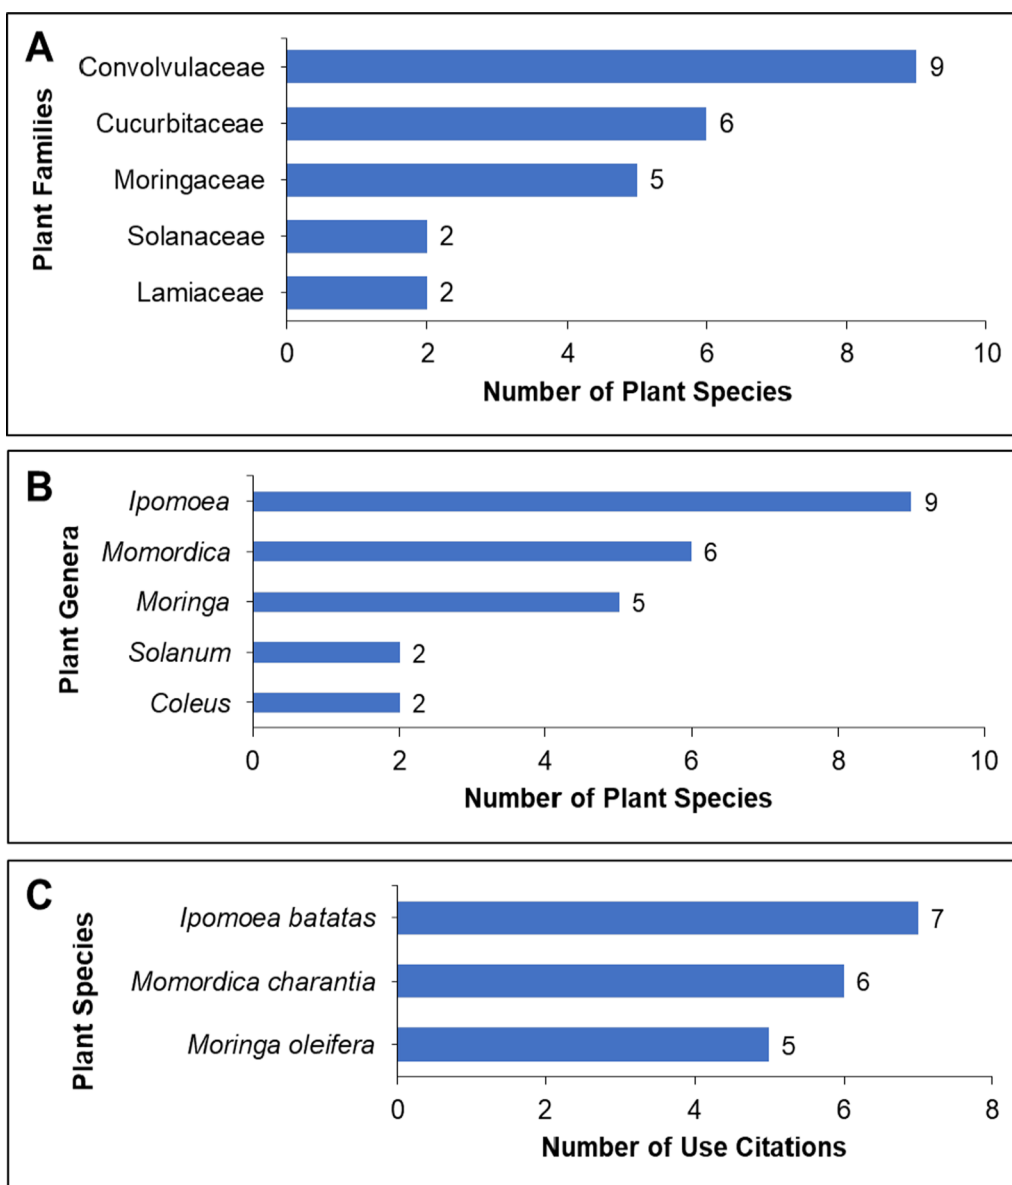 A
Plant Families
Convolvulaceae 9
Cucurbitaceae 6
Moringaceae 5
Solanaceae 2
Lamiaceae 2
0 2 4 6 8 10
Number of Plant Species
B
Plant Genera
Ipomoea 9
Momordica 6
Moringa 5
Solanum 2
Coleus 2
0 2 4 6 8 10
Number of Plant Species
C
Plant Species
Ipomoea batatas 7
Momordica charantia 6
Moringa oleifera 5
0 2 4 6 8
Number of Use Citations